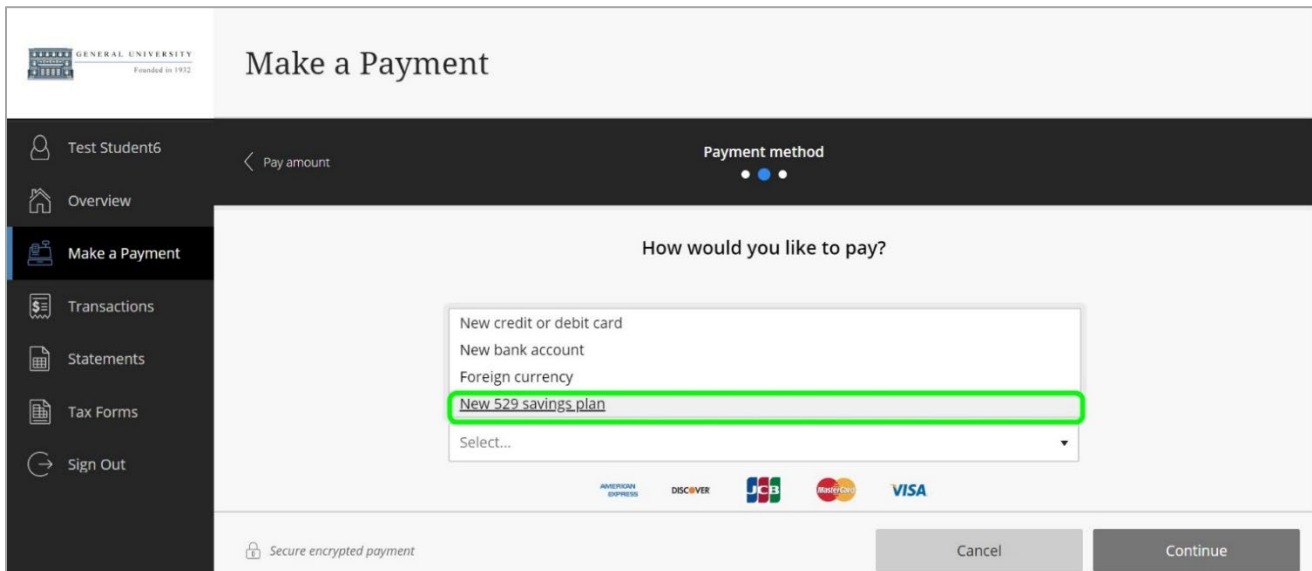 GENERAL UNIVERSITY
Founded in 1932
Make a Payment
Test Student6
Overview
Make a Payment
Transactions
Statements
Tax Forms
Sign Out
Pay amount
Payment method
How would you like to pay?
New credit or debit card
New bank account
Foreign currency
New 529 savings plan
Select...
AMERICAN
EXPRESS
DISCOVER
JCB
MasterCard
VISA
Secure encrypted payment
Cancel
Continue